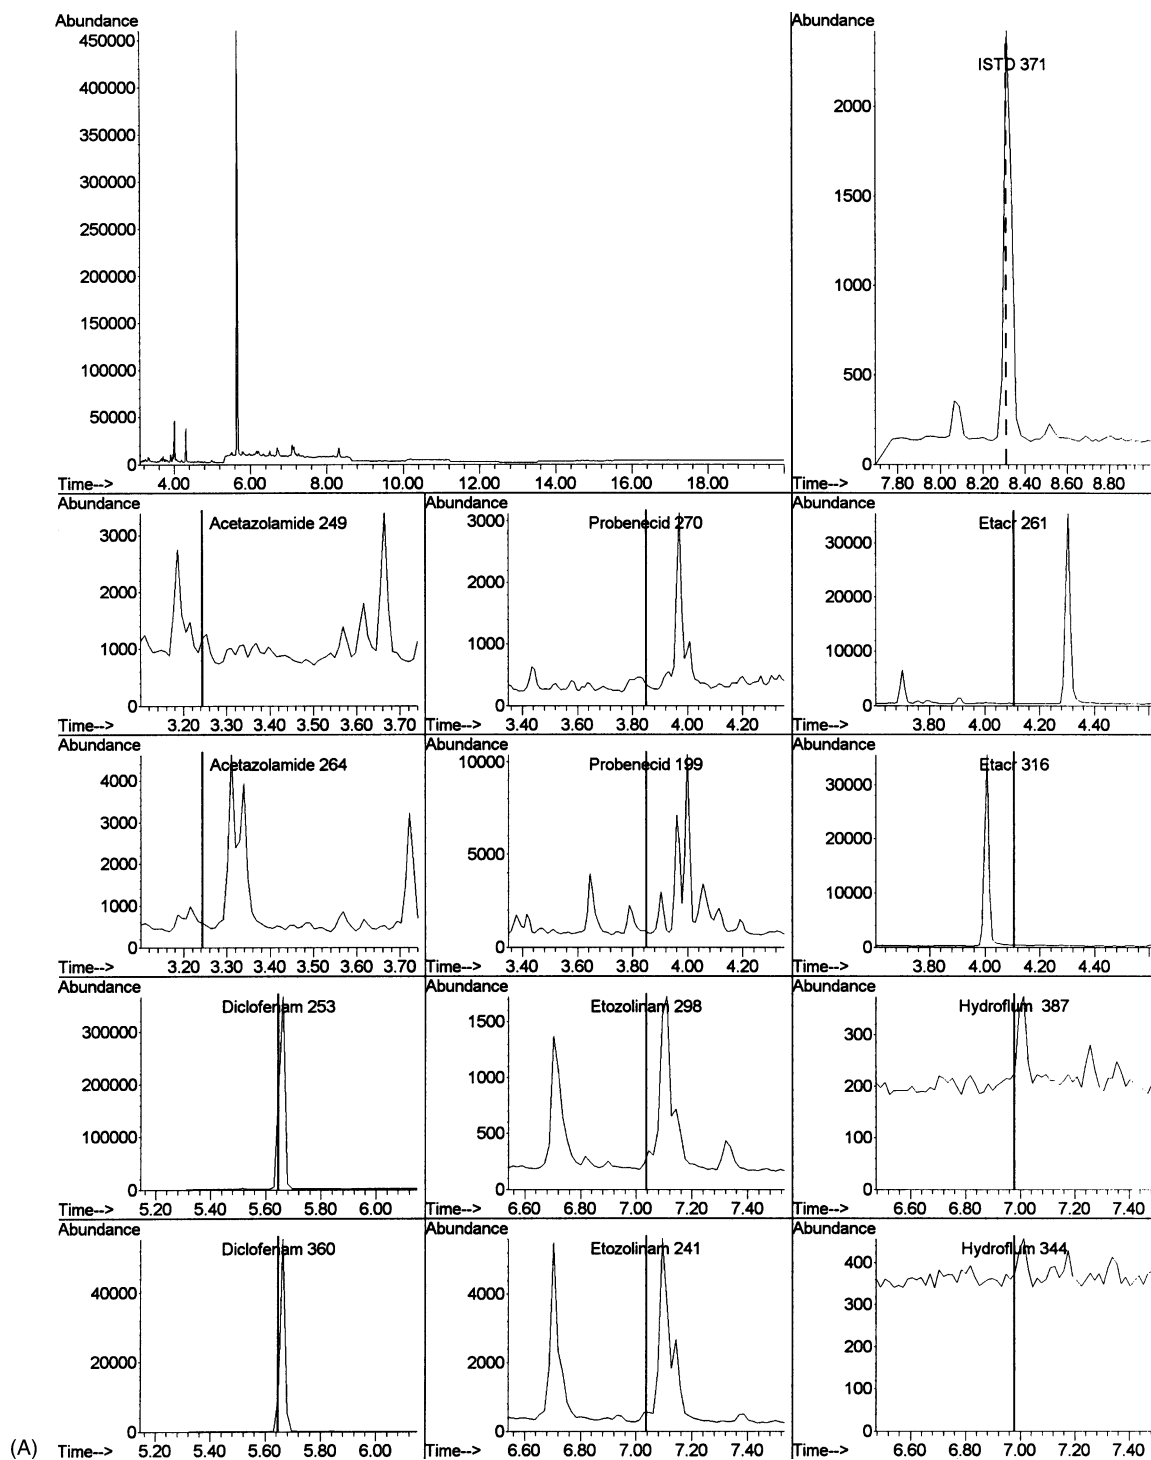 Abundance
450000
400000
350000
300000
250000
200000
150000
100000
50000
0
Time--> 4.00 6.00 8.00 10.00 12.00 14.00 16.00 18.00
Abundance
ISTD 371
2000
1500
1000
500
0
Time--> 7.80 8.00 8.20 8.40 8.60 8.80
Abundance
Acetazolamide 249
3000
2000
1000
0
Time--> 3.20 3.30 3.40 3.50 3.60 3.70
Abundance
Probenecid 270
3000
2000
1000
0
Time--> 3.40 3.60 3.80 4.00 4.20
Abundance
Etacr 261
30000
20000
10000
0
Time--> 3.80 4.00 4.20 4.40
Abundance
Acetazolamide 264
4000
3000
2000
1000
0
Time--> 3.20 3.30 3.40 3.50 3.60 3.70
Abundance
Probenecid 199
10000
5000
0
Time--> 3.40 3.60 3.80 4.00 4.20
Abundance
Etacr 316
30000
20000
10000
0
Time--> 3.80 4.00 4.20 4.40
Abundance
Diclofenam 253
300000
200000
100000
0
Time--> 5.20 5.40 5.60 5.80 6.00
Abundance
Etozolinam 298
1500
1000
500
0
Time--> 6.60 6.80 7.00 7.20 7.40
Abundance
Hydroflum 387
300
200
100
0
Time--> 6.60 6.80 7.00 7.20 7.40
Abundance
Diclofenam 360
40000
20000
0
Time--> 5.20 5.40 5.60 5.80 6.00
Abundance
Etozolinam 241
4000
2000
0
Time--> 6.60 6.80 7.00 7.20 7.40
Abundance
Hydroflum 344
400
300
200
100
0
Time--> 6.60 6.80 7.00 7.20 7.40
(A)